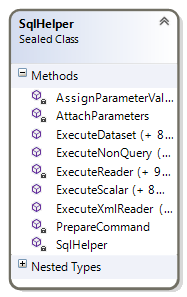 SqlHelper
Sealed Class
Methods
AssignParameterVal...
AttachParameters
ExecuteDataset (+ 8...
ExecuteNonQuery (...
ExecuteReader (+ 9...
ExecuteScalar (+ 8...
ExecuteXmlReader (...
PrepareCommand
SqlHelper
Nested Types